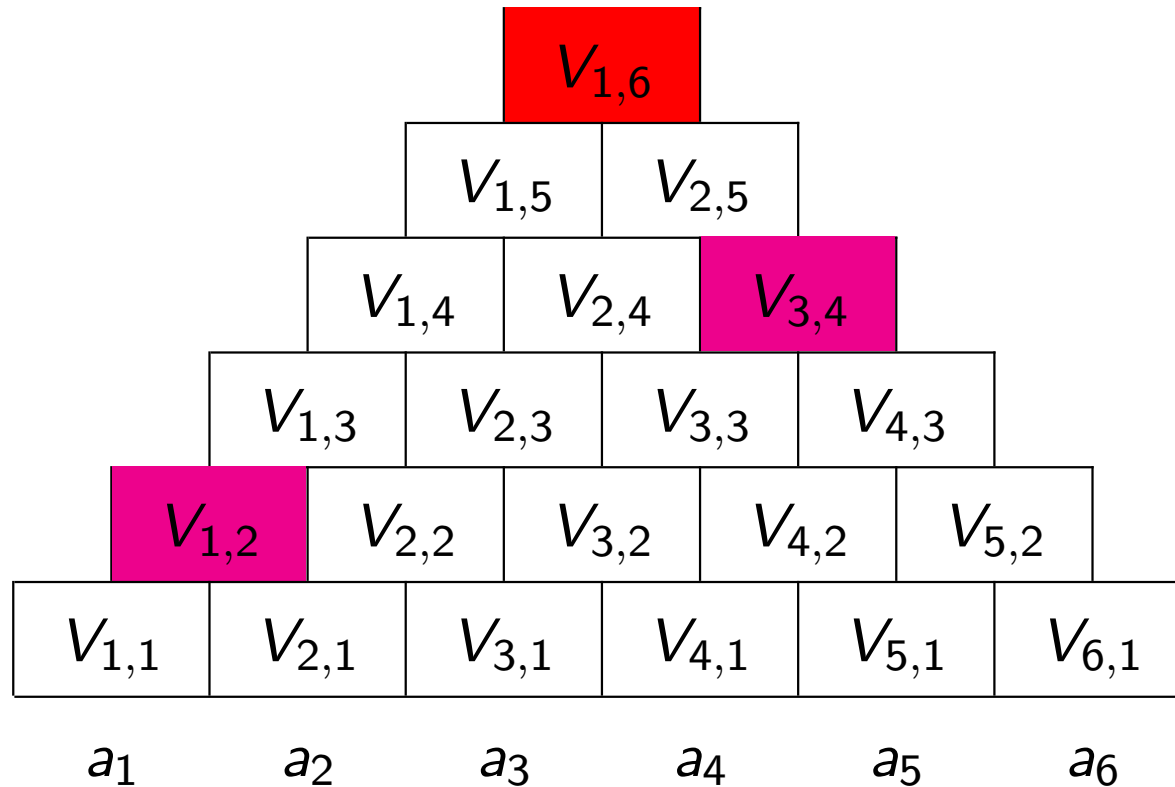 V1,6
V1,5 V2,5
V1,4 V2,4 V3,4
V1,3 V2,3 V3,3 V4,3
V1,2 V2,2 V3,2 V4,2 V5,2
V1,1 V2,1 V3,1 V4,1 V5,1 V6,1
a1 a2 a3 a4 a5 a6